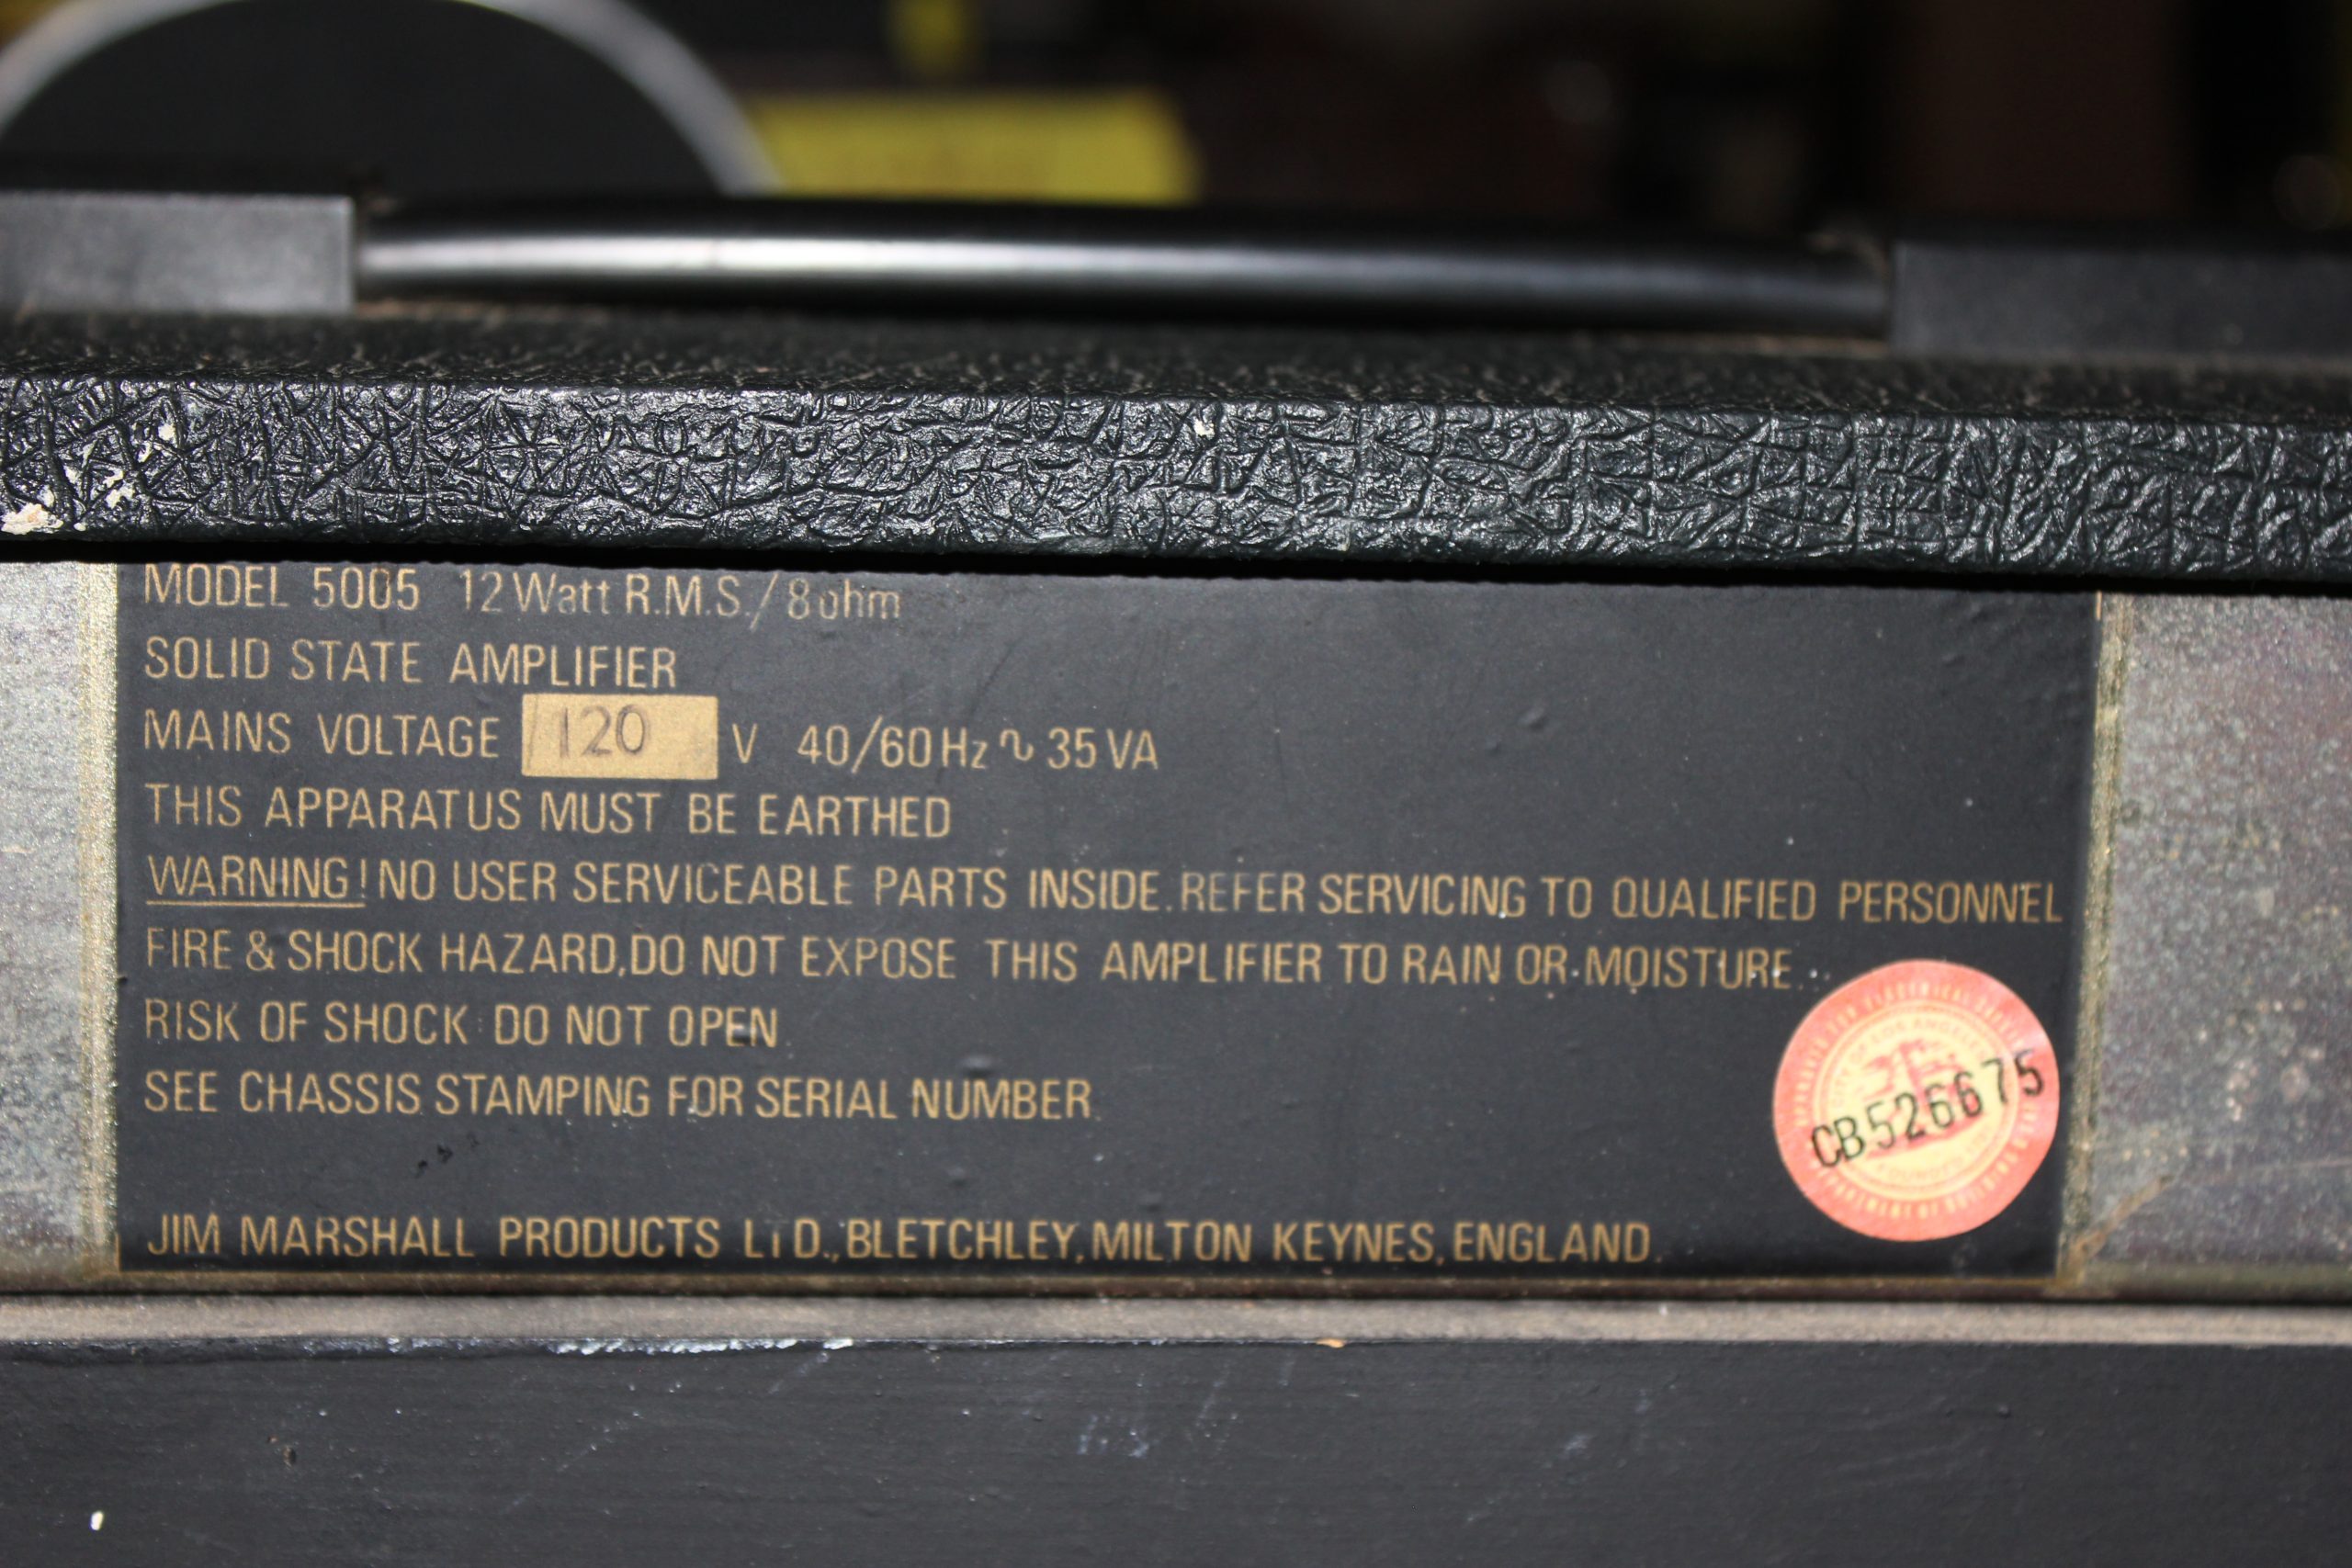 MODEL 5005 12 Watt R.M.S./8 ohm
SOLID STATE AMPLIFIER
MAINS VOLTAGE 120 V 40/60 Hz ∿ 35 VA
THIS APPARATUS MUST BE EARTHED
WARNING! NO USER SERVICEABLE PARTS INSIDE. REFER SERVICING TO QUALIFIED PERSONNEL
FIRE & SHOCK HAZARD, DO NOT EXPOSE THIS AMPLIFIER TO RAIN OR MOISTURE.
RISK OF SHOCK DO NOT OPEN
SEE CHASSIS STAMPING FOR SERIAL NUMBER.
CB526675
JIM MARSHALL PRODUCTS LTD., BLETCHLEY, MILTON KEYNES, ENGLAND.